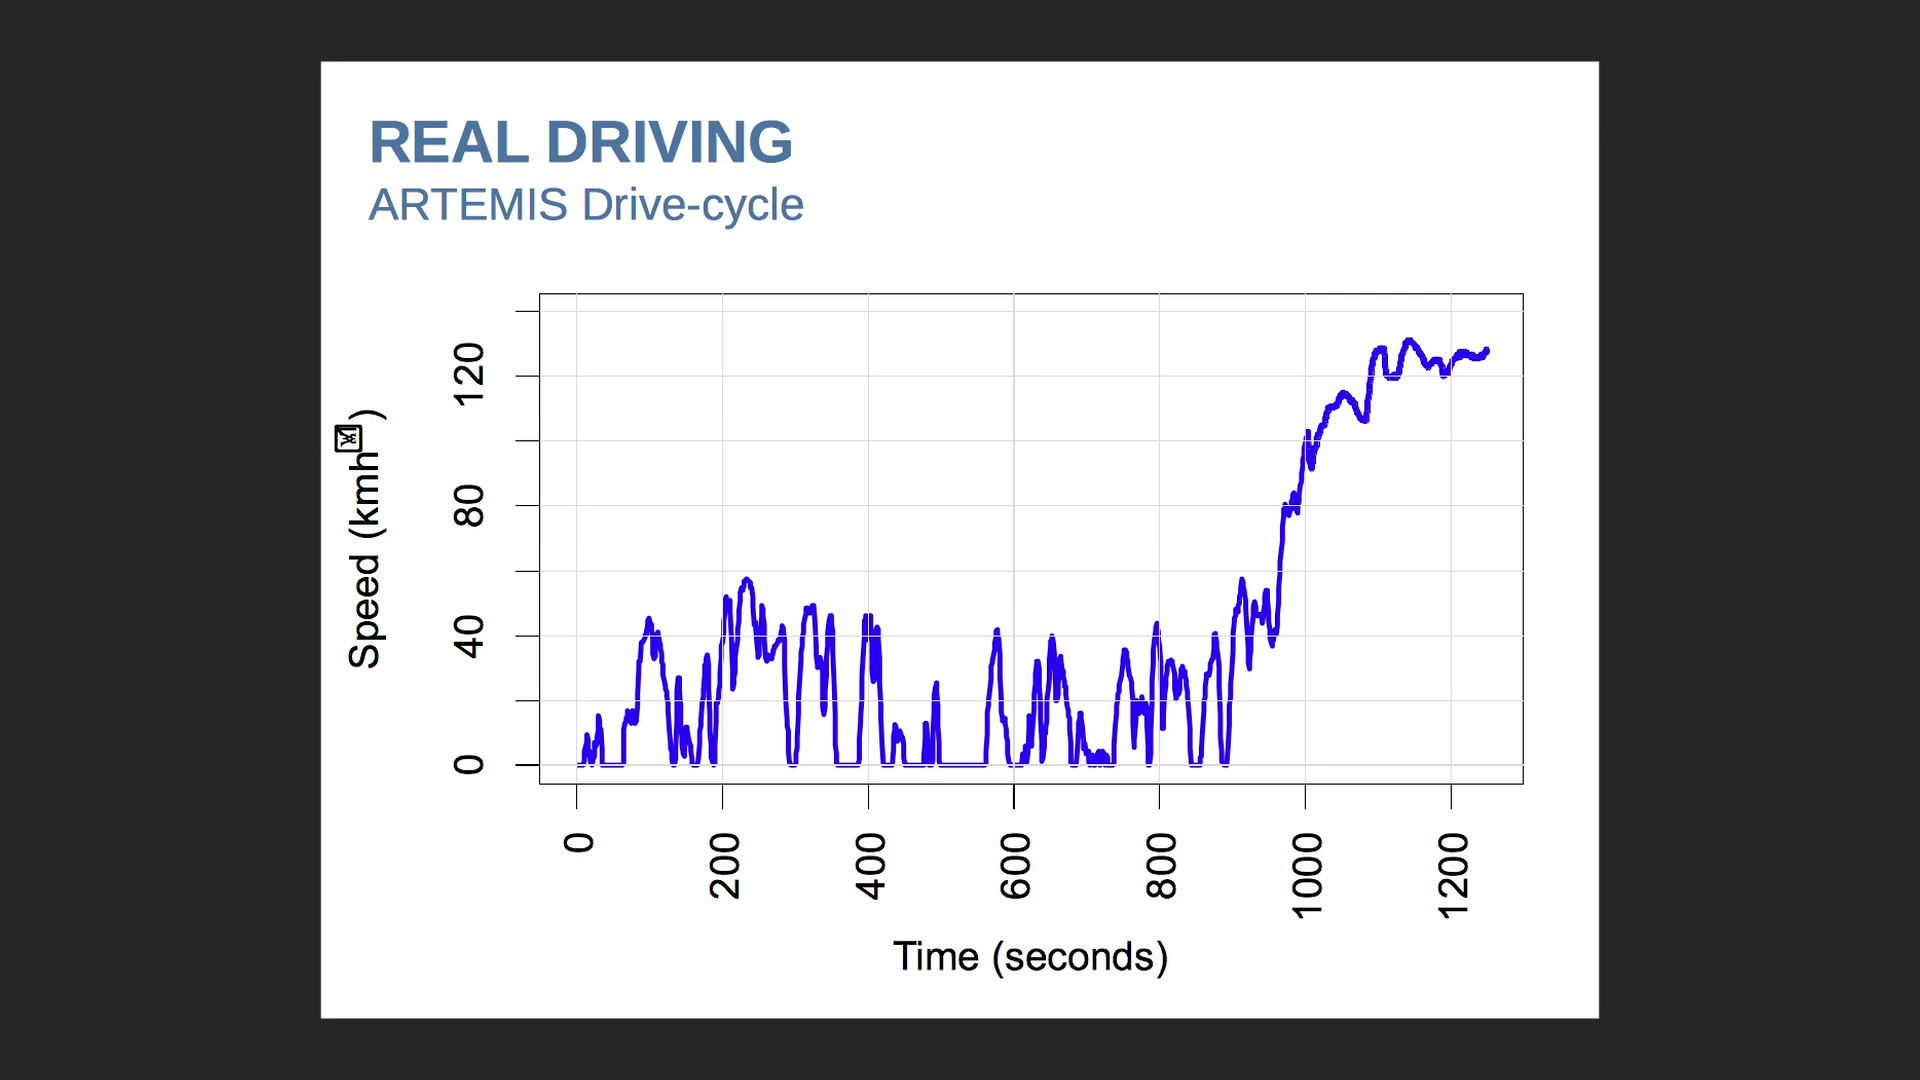 REAL DRIVING
ARTEMIS Drive-cycle
120
80
40
0
Speed (kmh)
0 200 400 600 800 1000 1200
Time (seconds)